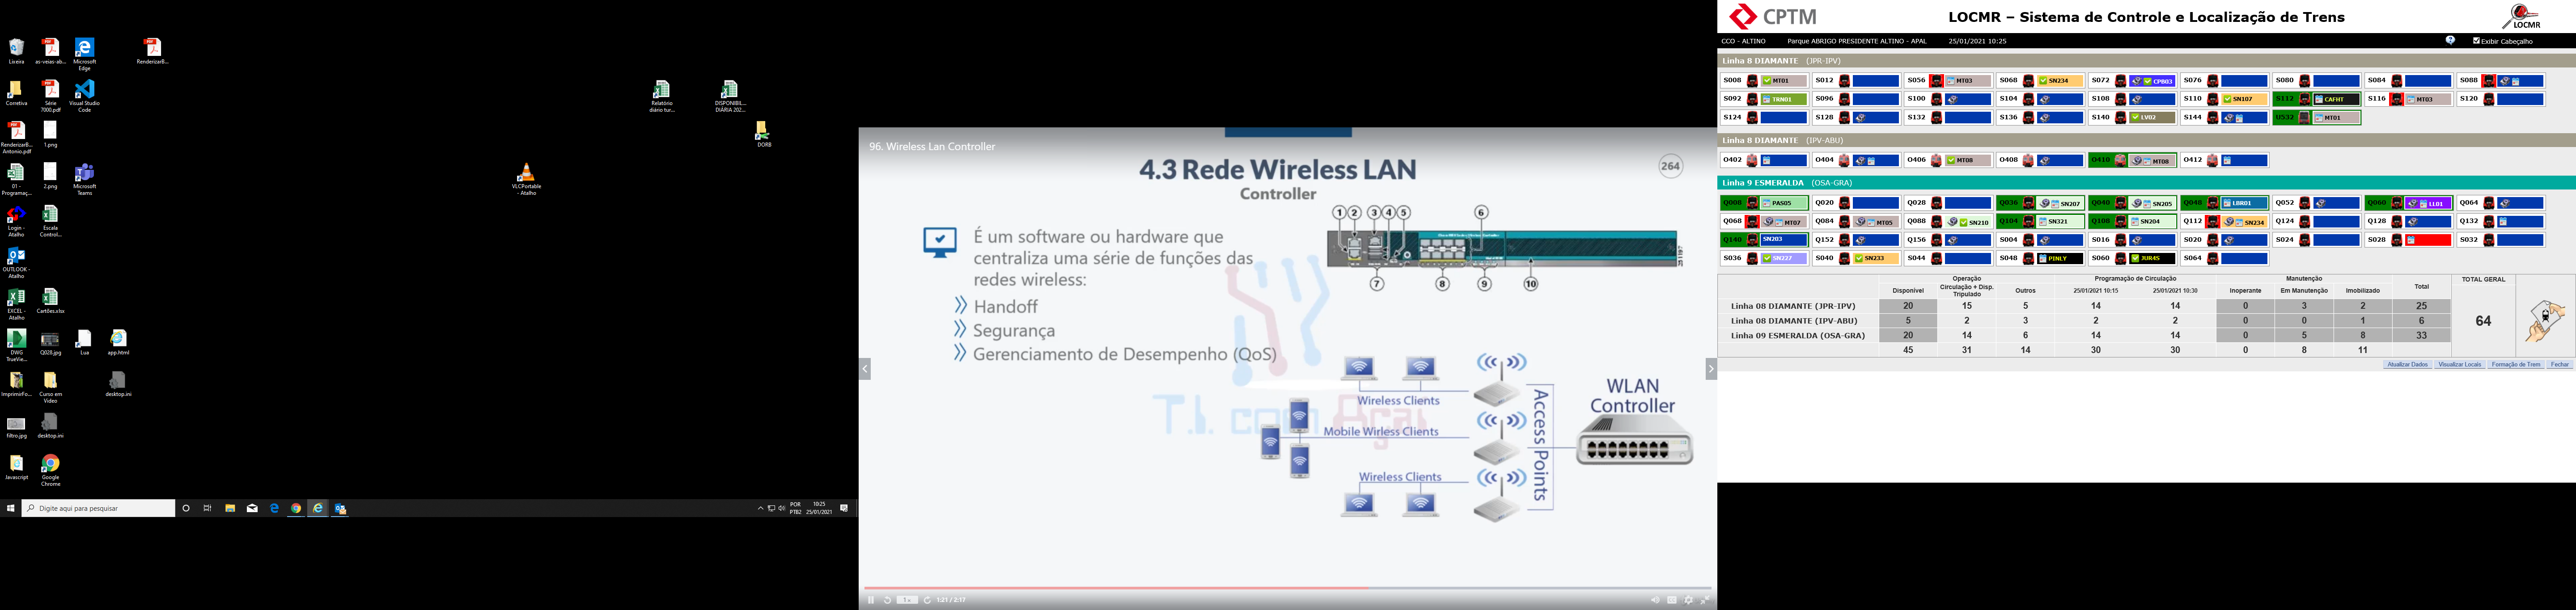 Lixeira
as-veias-ab...
Microsoft
Edge
RenderizarB...
Corretiva
Série
7000.pdf
Visual Studio
Code
Relatório
diário tur...
DISPONIBIL...
DIÁRIA 202...
RenderizarB...
Antonio.pdf
1.png
DORB
01 -
Programaç...
2.png
Microsoft
Teams
VLCPortable
- Atalho
Login -
Atalho
Escala
Control...
OUTLOOK -
Atalho
EXCEL -
Atalho
Cartões.xlsx
DWG
TrueVie...
Q028.jpg
Lua
app.html
ImprimirFo...
Curso em
Video
desktop.ini
filtro.jpg
desktop.ini
Javascript
Google
Chrome
Digite aqui para pesquisar
POR
PTB2
10:25
25/01/2021
96. Wireless Lan Controller
4.3 Rede Wireless LAN
Controller
264
É um software ou hardware que
centraliza uma série de funções das
redes wireless:
Handoff
Segurança
Gerenciamento de Desempenho (QoS)
1 2 3 4 5 6
7 8 9 10
Wireless Clients
Mobile Wirless Clients
Wireless Clients
Access Points
WLAN
Controller
T.I. com Açaí
1:21 / 2:17
CPTM
LOCMR – Sistema de Controle e Localização de Trens
LOCMR
CCO - ALTINO Parque ABRIGO PRESIDENTE ALTINO - APAL 25/01/2021 10:25
Exibir Cabeçalho
Linha 8 DIAMANTE (JPR-IPV)
S008 MT01 S012 S056 MT03 S068 SN234 S072 CPB03 S076 S080 S084 S088
S092 TRN01 S096 S100 S104 S108 S110 SN107 S112 CAFHT S116 MT03 S120
S124 S128 S132 S136 S140 LV02 S144 U532 MT01
Linha 8 DIAMANTE (IPV-ABU)
O402 O404 O406 MT08 O408 O410 MT08 O412
Linha 9 ESMERALDA (OSA-GRA)
Q008 PAS05 Q020 Q028 Q036 SN207 Q040 SN205 Q048 LBR01 Q052 Q060 LL01 Q064
Q068 MT07 Q084 MT05 Q088 SN210 Q104 SN321 Q108 SN204 Q112 SN234 Q124 Q128 Q132
Q140 SN203 Q152 Q156 S004 S016 S020 S024 S028 S032
S036 SN227 S040 SN233 S044 S048 PINLY S060 JUR4S S064
Operação Programação de Circulação Manutenção TOTAL GERAL
Disponível Circulação + Disp. Tripulado Outros 25/01/2021 10:15 25/01/2021 10:30 Inoperante Em Manutenção Imobilizado Total
Linha 08 DIAMANTE (JPR-IPV) 20 15 5 14 14 0 3 2 25
Linha 08 DIAMANTE (IPV-ABU) 5 2 3 2 2 0 0 1 6
Linha 09 ESMERALDA (OSA-GRA) 20 14 6 14 14 0 5 8 33
45 31 14 30 30 0 8 11
64
Atualizar Dados Visualizar Locais Formação de Trem Fechar